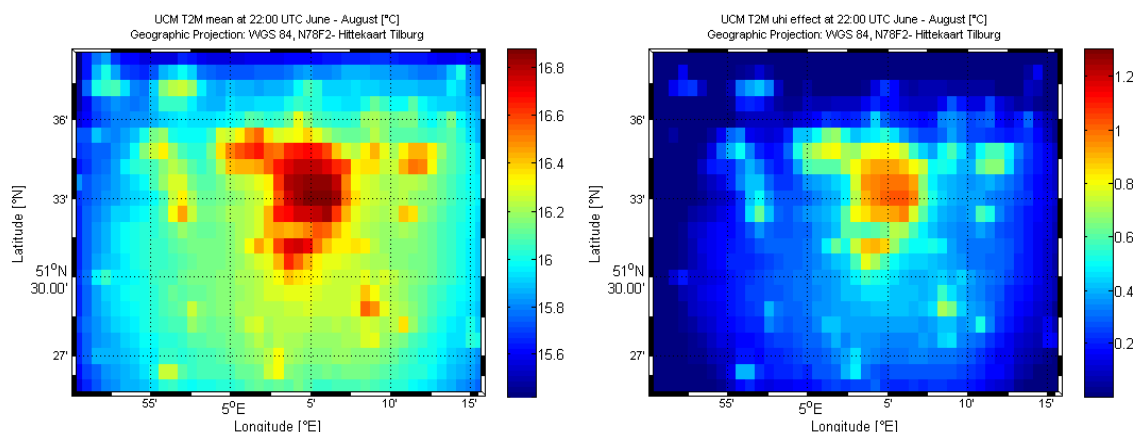 UCM T2M mean at 22:00 UTC June - August [°C]
Geographic Projection: WGS 84, N78F2- Hittekaart Tilburg
36'
33'
51°N
30.00'
27'
Latitude [°N]
55'
5°E
5'
10'
15'
Longitude [°E]
16.8
16.6
16.4
16.2
16
15.8
15.6
UCM T2M uhi effect at 22:00 UTC June - August [°C]
Geographic Projection: WGS 84, N78F2- Hittekaart Tilburg
36'
33'
51°N
30.00'
27'
Latitude [°N]
55'
5°E
5'
10'
15'
Longitude [°E]
1.2
1
0.8
0.6
0.4
0.2